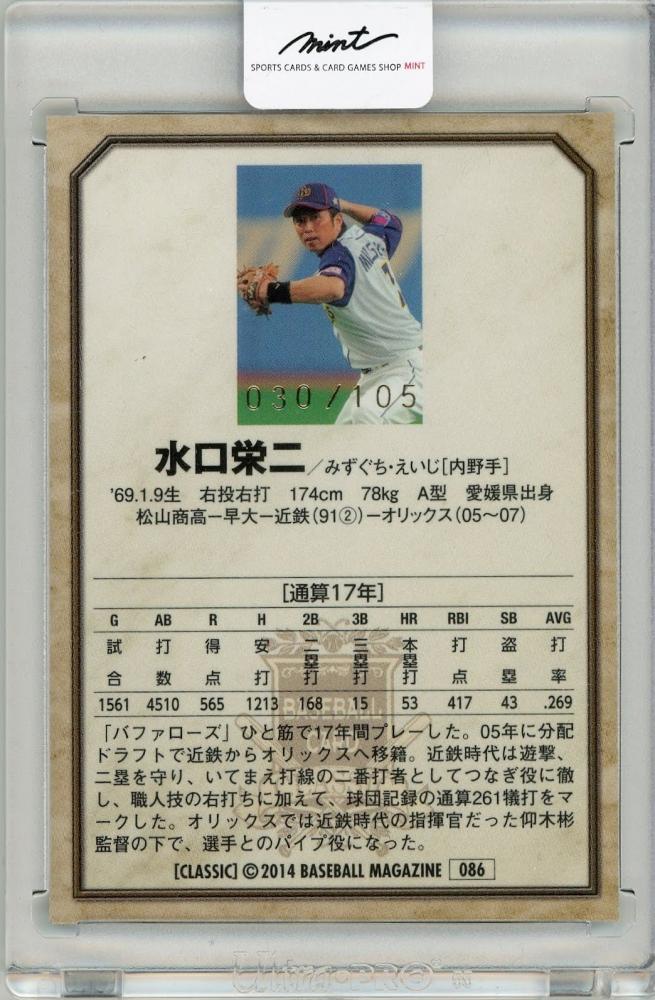 mint
SPORTS CARDS & CARD GAMES SHOP MINT
030/105
水口栄二／みずぐち・えいじ[内野手]
'69.1.9生 右投右打 174cm 78kg A型 愛媛県出身
松山商高ー早大ー近鉄(91②)ーオリックス(05〜07)
[通算17年]
G AB R H 2B 3B HR RBI SB AVG
試合 打数 得点 安打 二塁打 三塁打 本塁打 打点 盗塁 打率
1561 4510 565 1213 168 15 53 417 43 .269
「バファローズ」ひと筋で17年間プレーした。05年に分配
ドラフトで近鉄からオリックスへ移籍。近鉄時代は遊撃、
二塁を守り、いてまえ打線の二番打者としてつなぎ役に徹
し、職人技の右打ちに加えて、球団記録の通算261犠打をマ
ークした。オリックスでは近鉄時代の指揮官だった仰木彬
監督の下で、選手とのパイプ役になった。
[CLASSIC] © 2014 BASEBALL MAGAZINE 086
Ultra·PRO®